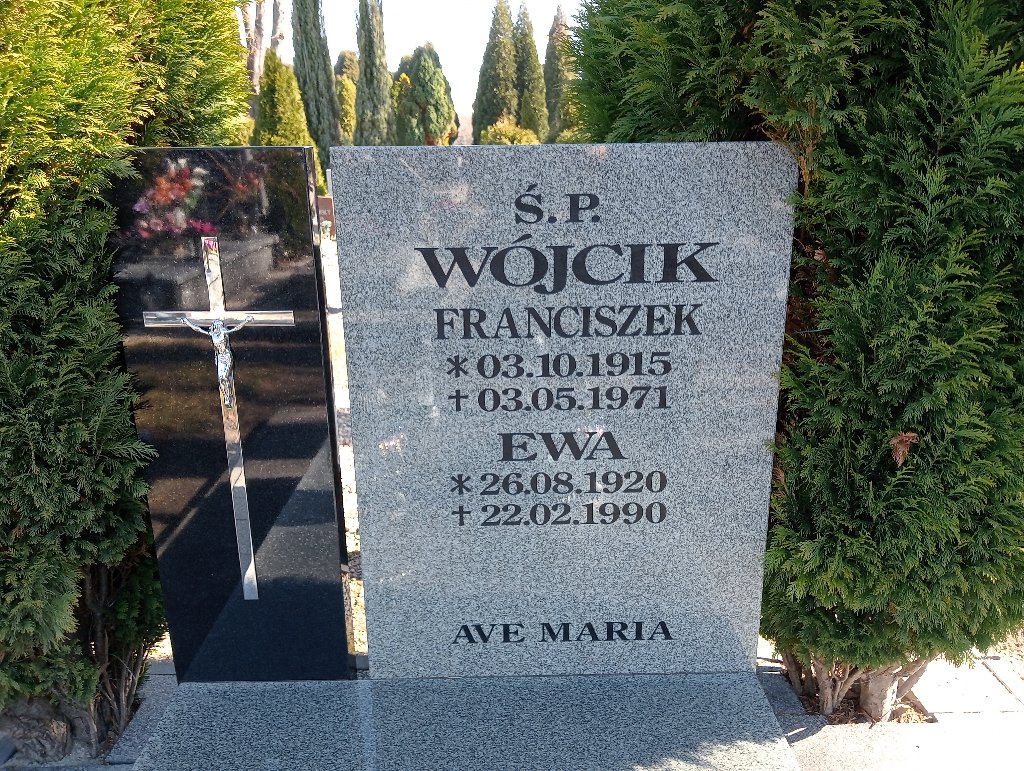 Ś. P.
WÓJCIK
FRANCISZEK
* 03.10.1915
† 03.05.1971
EWA
* 26.08.1920
† 22.02.1990
AVE MARIA